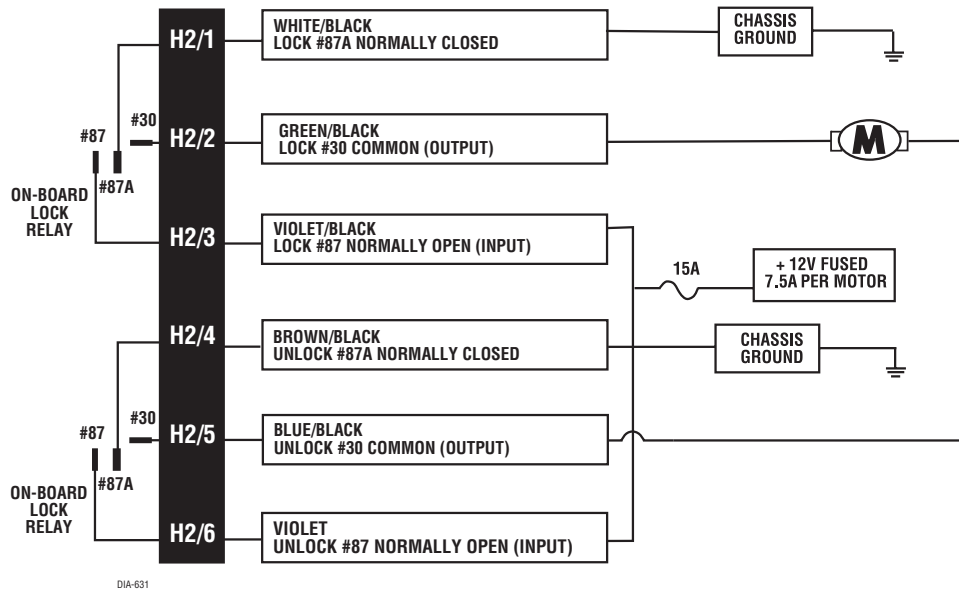 H2/1
WHITE/BLACK
LOCK #87A NORMALLY CLOSED
CHASSIS
GROUND
#30
#87
H2/2
GREEN/BLACK
LOCK #30 COMMON (OUTPUT)
M
#87A
ON-BOARD
LOCK
RELAY
H2/3
VIOLET/BLACK
LOCK #87 NORMALLY OPEN (INPUT)
15A
+ 12V FUSED
7.5A PER MOTOR
H2/4
BROWN/BLACK
UNLOCK #87A NORMALLY CLOSED
CHASSIS
GROUND
#30
#87
H2/5
BLUE/BLACK
UNLOCK #30 COMMON (OUTPUT)
#87A
ON-BOARD
LOCK
RELAY
H2/6
VIOLET
UNLOCK #87 NORMALLY OPEN (INPUT)
DIA-631